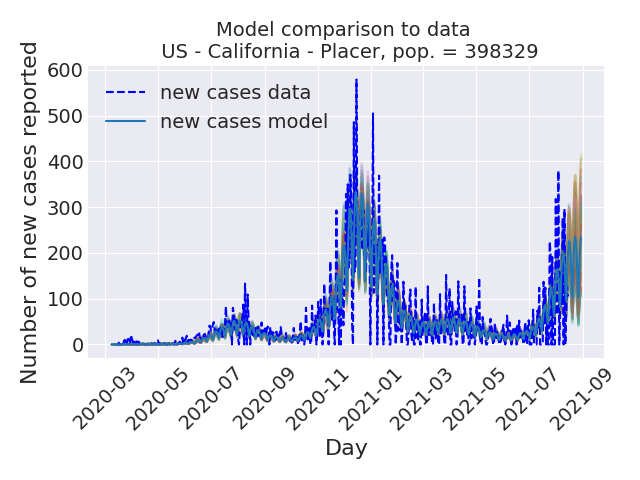 Model comparison to data
US - California - Placer, pop. = 398329
Number of new cases reported
600
500
400
300
200
100
0
new cases data
new cases model
2020-03
2020-05
2020-07
2020-09
2020-11
2021-01
2021-03
2021-05
2021-07
2021-09
Day